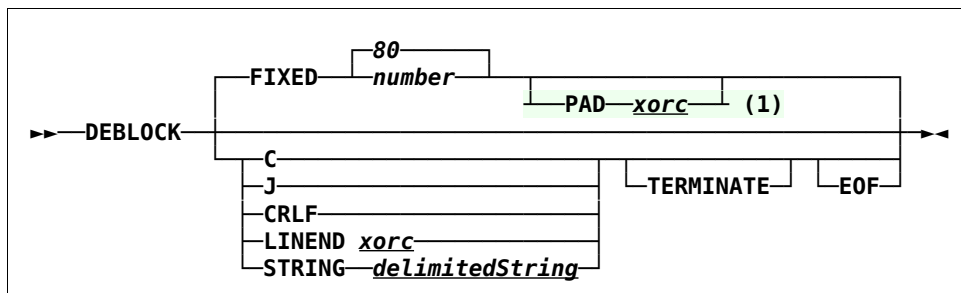 80
FIXED number
PAD xorc (1)
DEBLOCK
C
J TERMINATE EOF
CRLF
LINEND xorc
STRING delimitedString